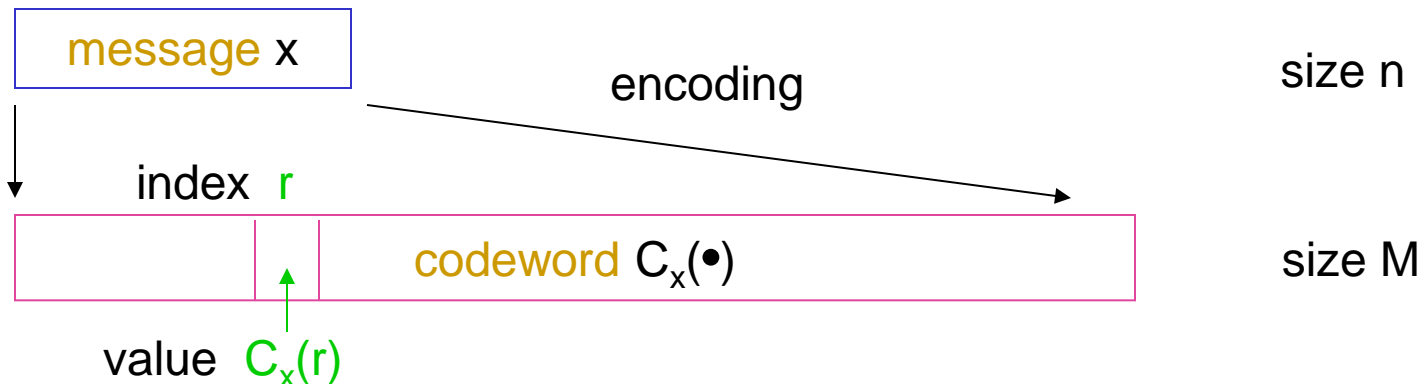 message x
encoding
size n
index r
codeword Cₓ(•)
size M
value Cₓ(r)